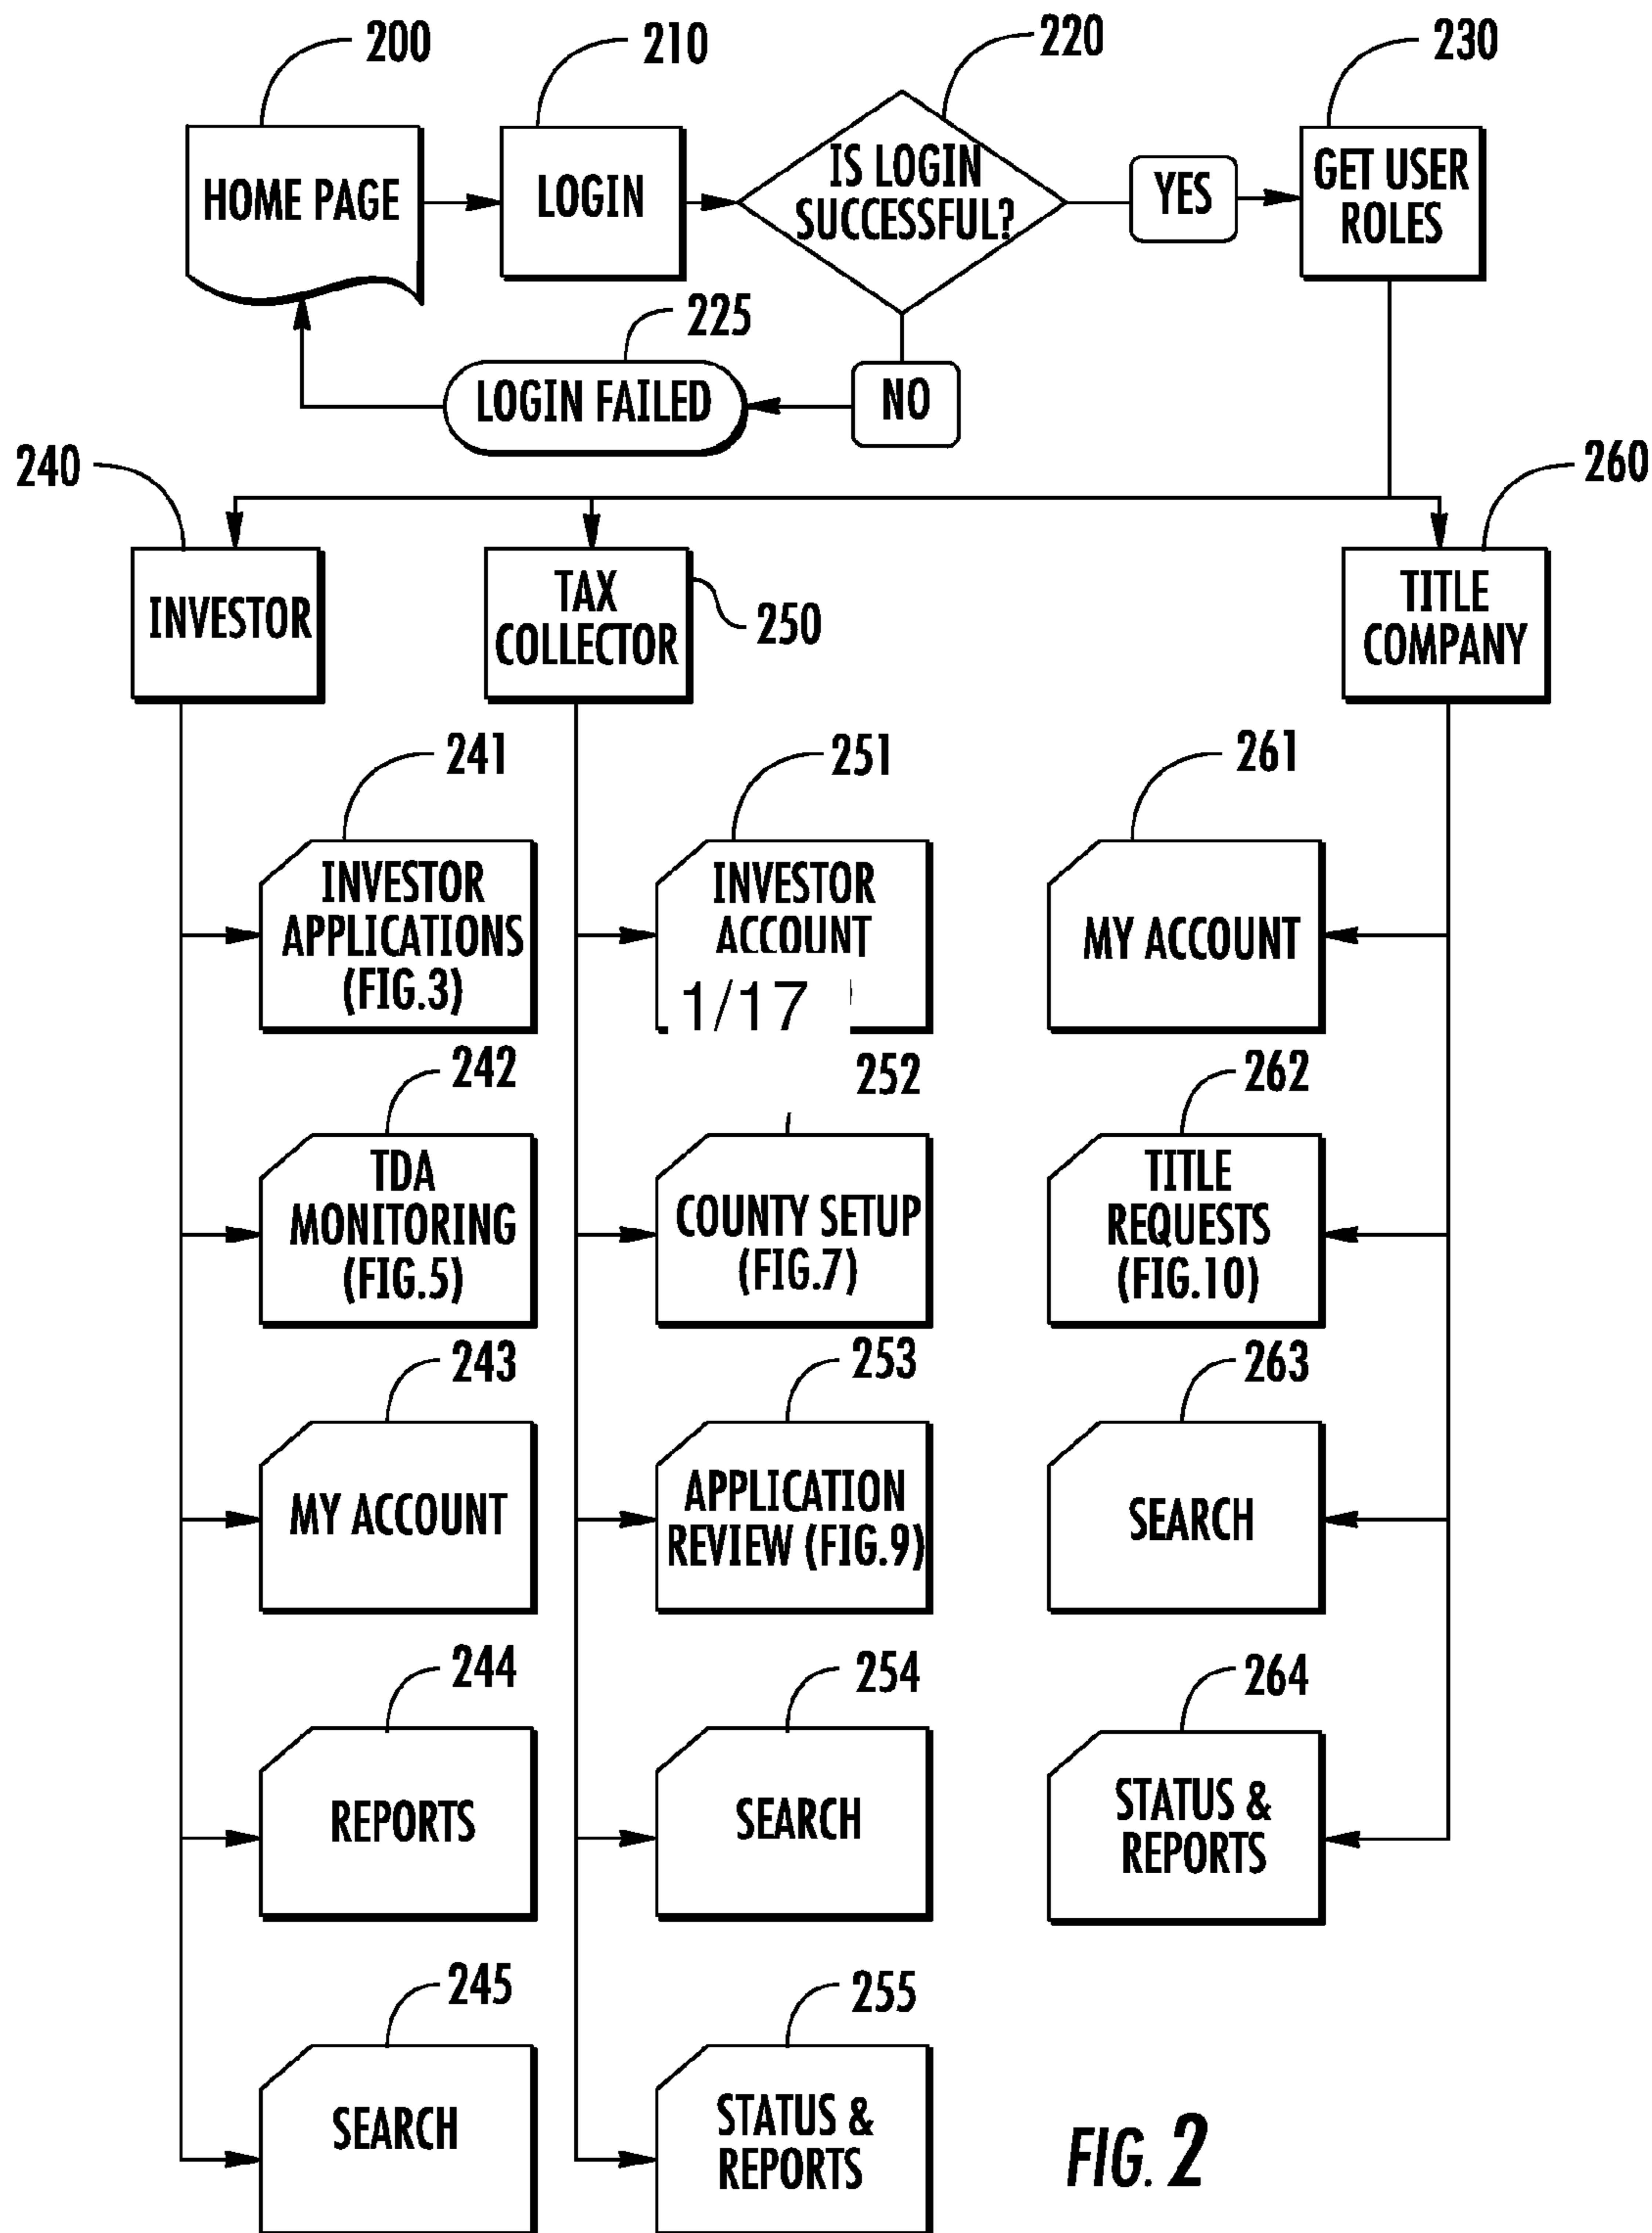 200
210
220
230
HOME PAGE
LOGIN
IS LOGIN
SUCCESSFUL?
YES
GET USER
ROLES
225
LOGIN FAILED
NO
240
260
INVESTOR
TAX
COLLECTOR
250
TITLE
COMPANY
241
251
261
INVESTOR
APPLICATIONS
(FIG.3)
INVESTOR
ACCOUNT
1/17
MY ACCOUNT
242
252
262
TDA
MONITORING
(FIG.5)
COUNTY SETUP
(FIG.7)
TITLE
REQUESTS
(FIG.10)
243
253
263
MY ACCOUNT
APPLICATION
REVIEW (FIG.9)
SEARCH
244
254
264
REPORTS
SEARCH
STATUS &
REPORTS
245
255
SEARCH
STATUS &
REPORTS
FIG. 2